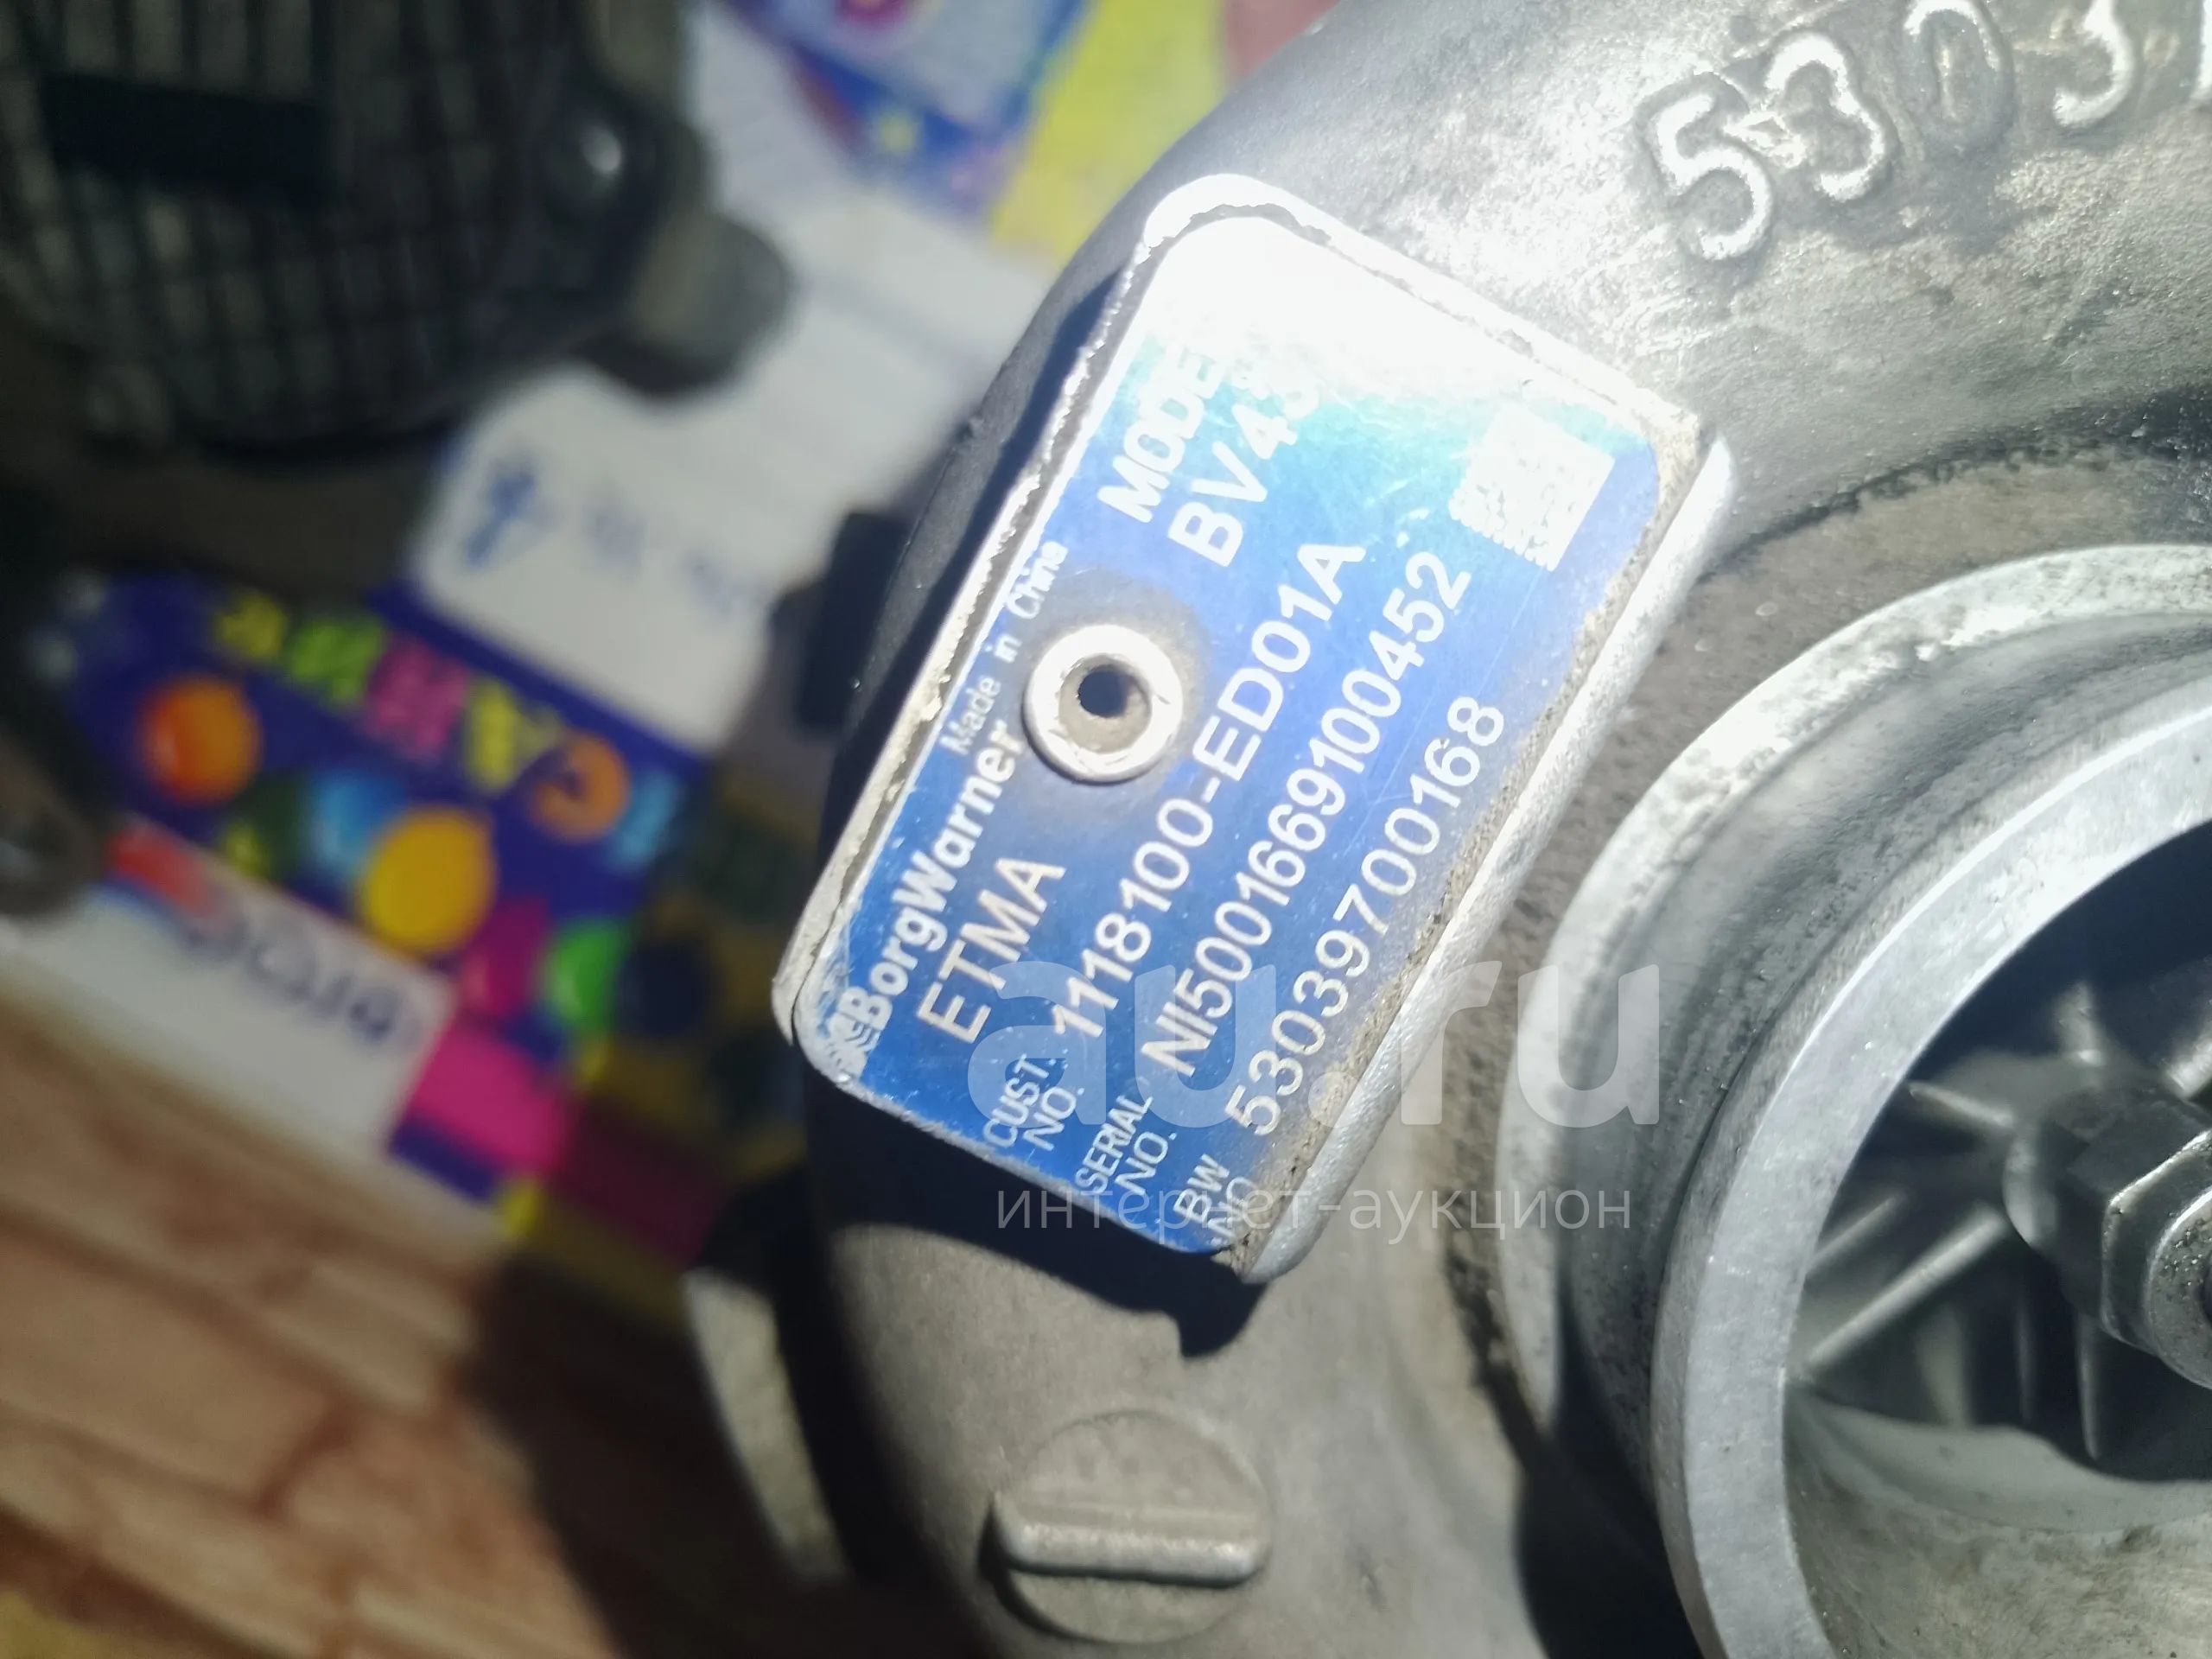 5303
Made in China
BorgWarner
MODEL
ETMA BV43
CUST. NO. 1118100-ED01A
SERIAL NO. NI5001669100452
BW NO 53039700168
au.ru
интернет-аукцион